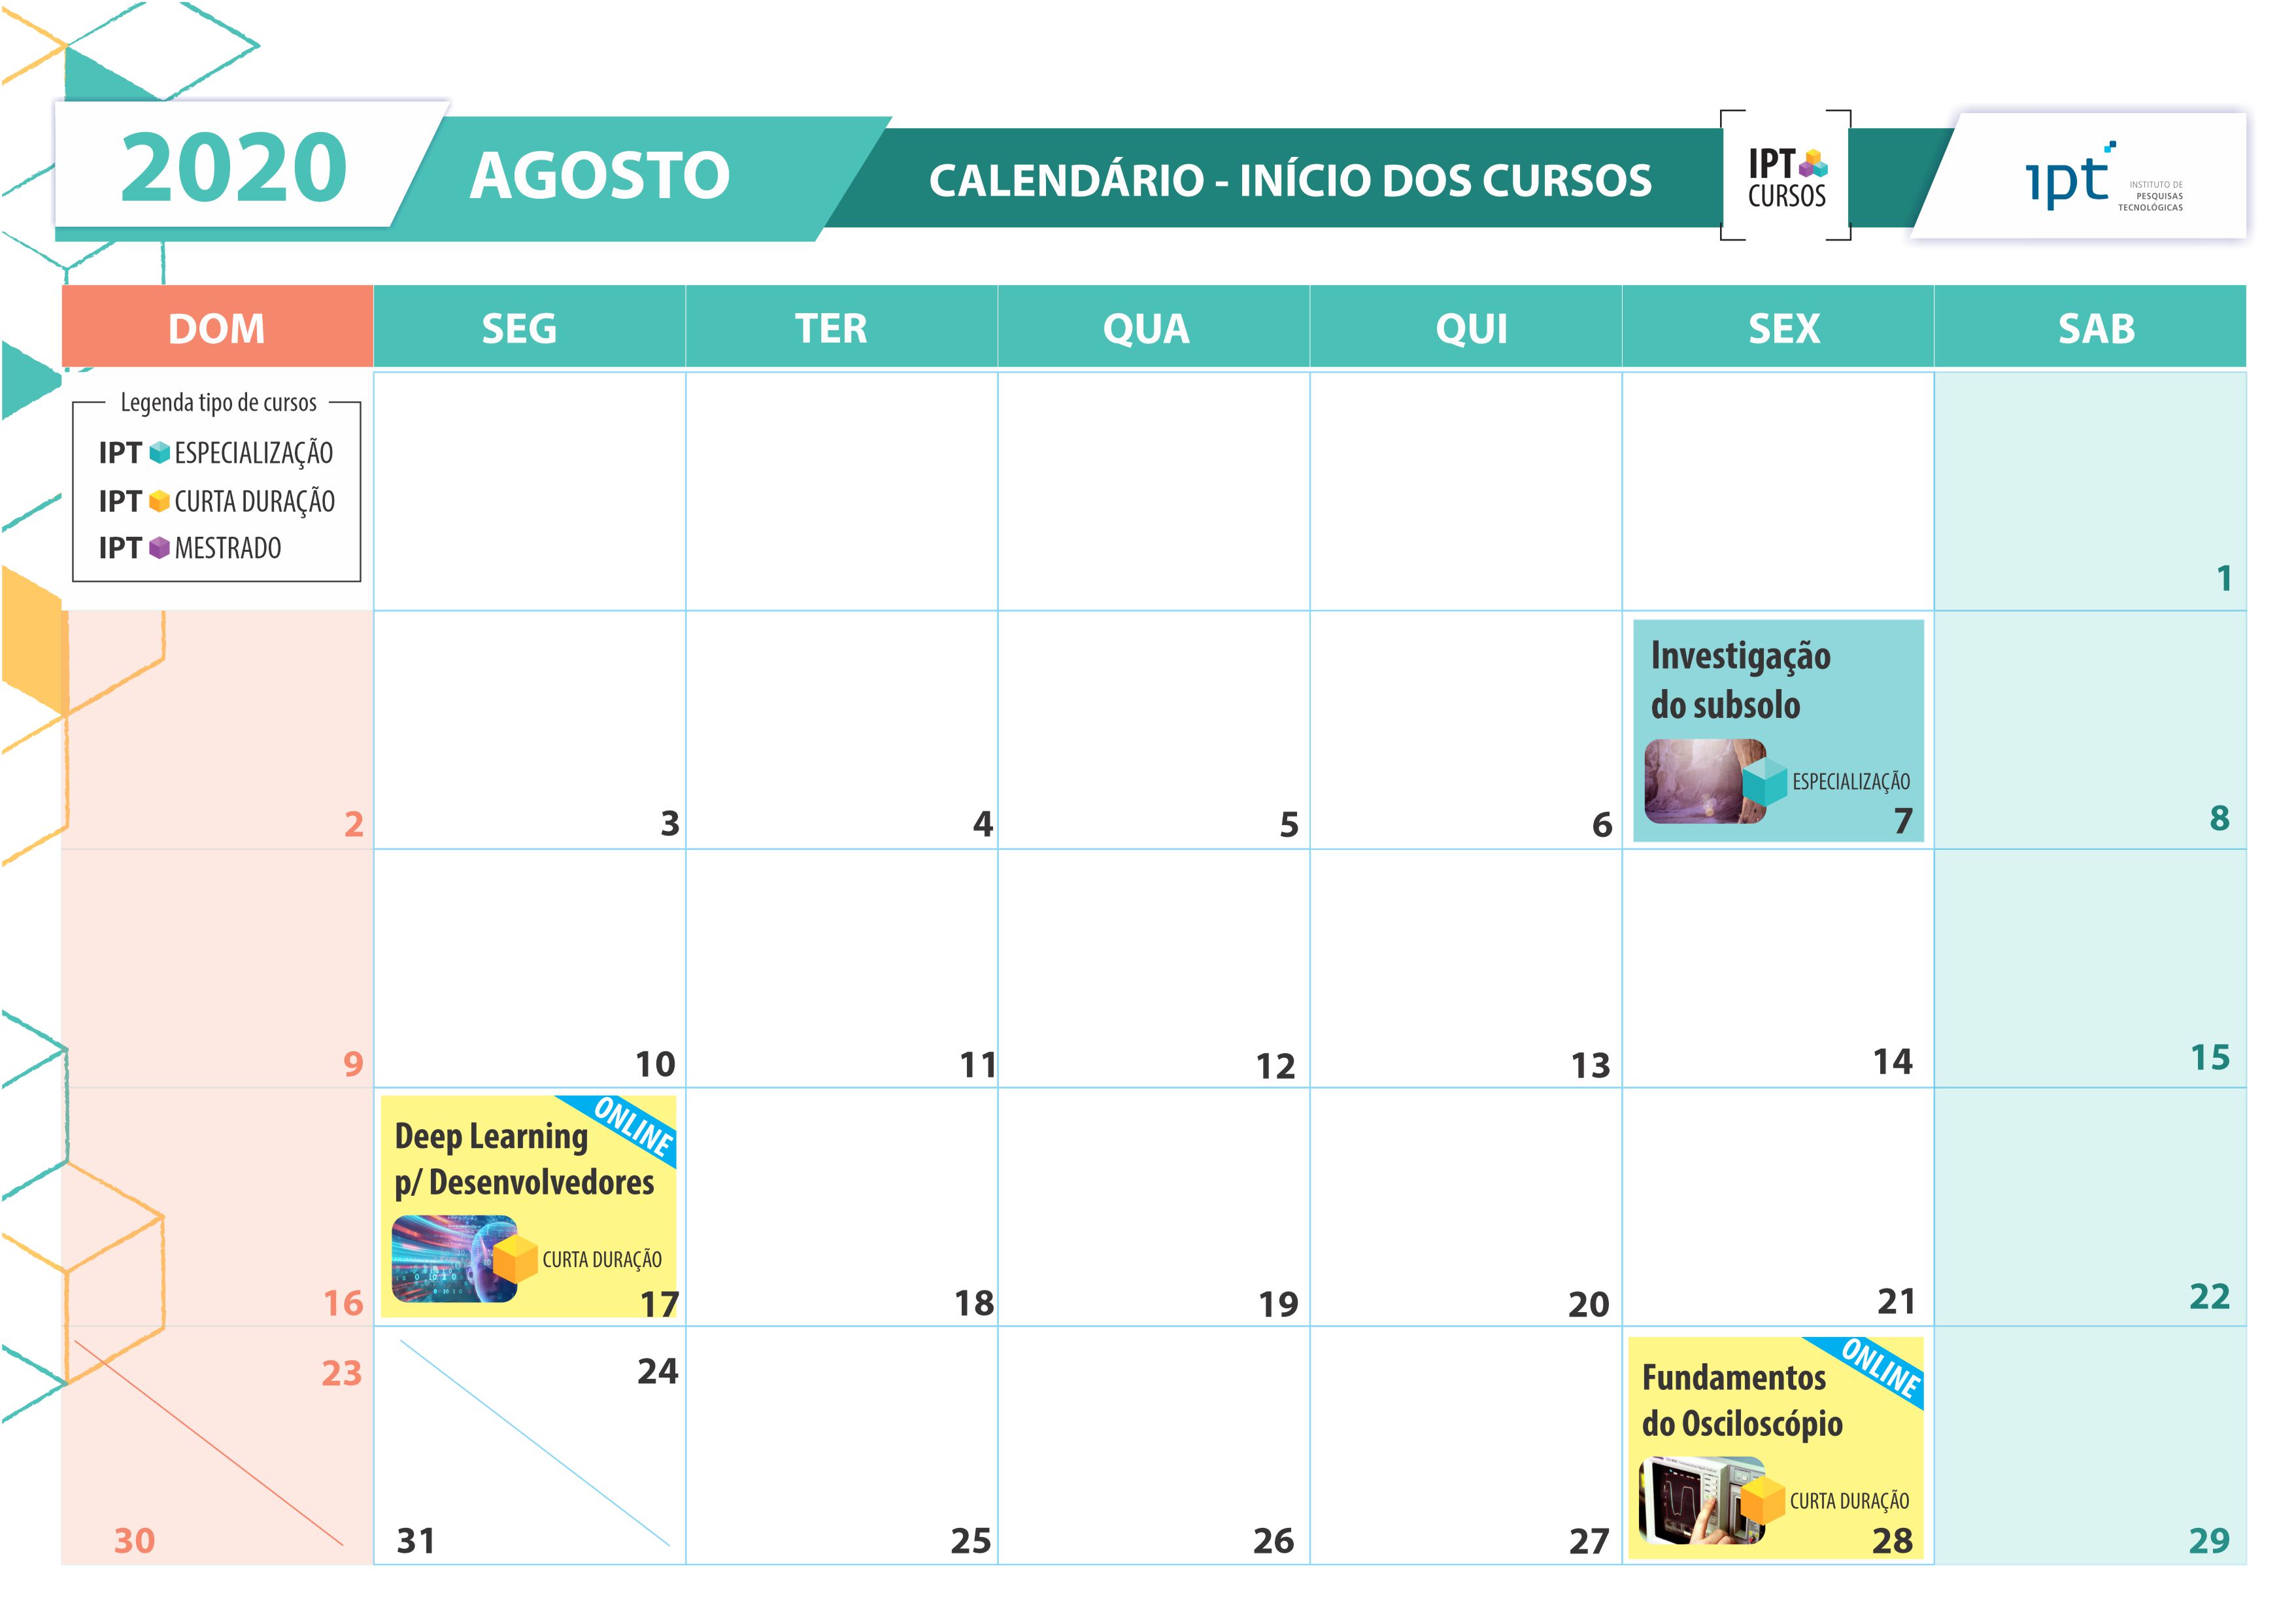 2020
AGOSTO
CALENDÁRIO - INÍCIO DOS CURSOS
IPT
CURSOS
ipt
INSTITUTO DE
PESQUISAS
TECNOLÓGICAS
DOM SEG TER QUA QUI SEX SAB
Legenda tipo de cursos
IPT ESPECIALIZAÇÃO
IPT CURTA DURAÇÃO
IPT MESTRADO
1
Investigação
do subsolo
ESPECIALIZAÇÃO
2 3 4 5 6 7 8
9 10 11 12 13 14 15
ONLINE
Deep Learning
p/ Desenvolvedores
CURTA DURAÇÃO
16 17 18 19 20 21 22
23 24
ONLINE
Fundamentos
do Osciloscópio
CURTA DURAÇÃO
30 31 25 26 27 28 29